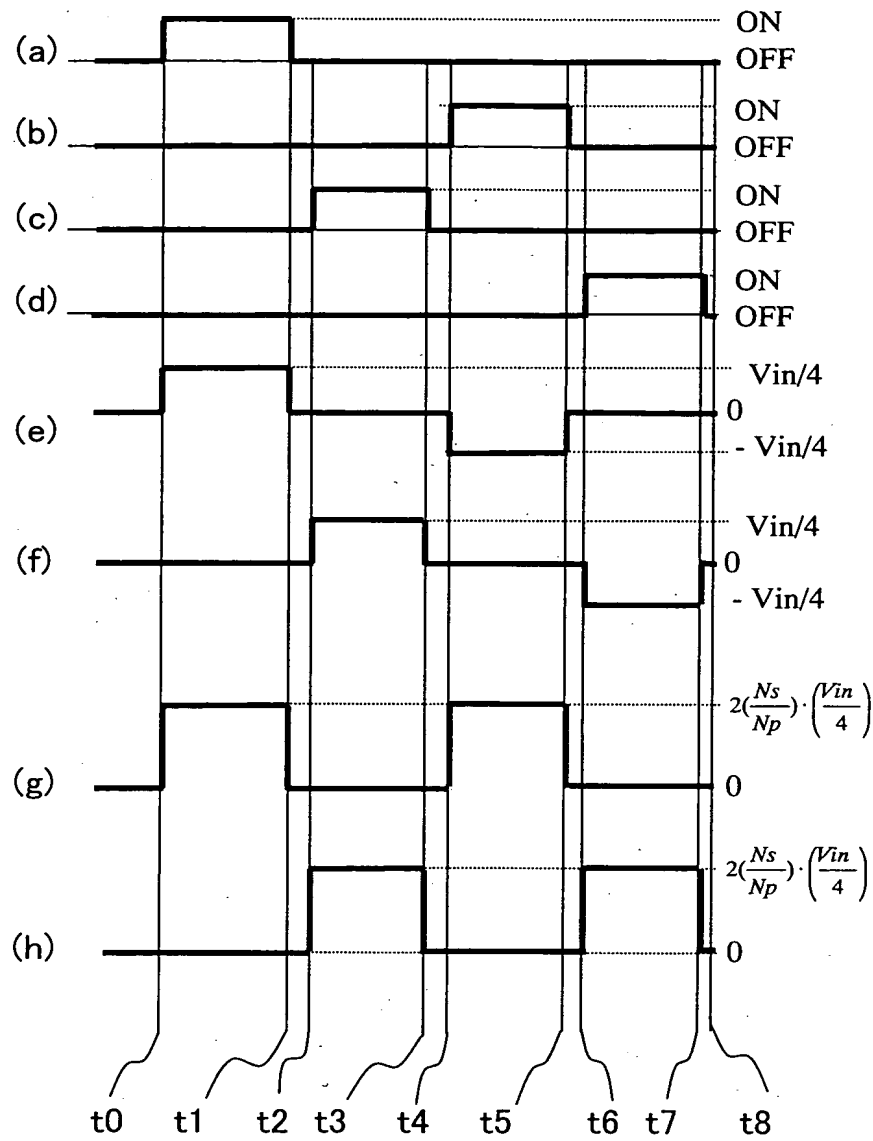 ON
(a) OFF
ON
(b) OFF
ON
(c) OFF
ON
(d) OFF
Vin/4
0
(e)
- Vin/4
Vin/4
(f) 0
- Vin/4
2(Ns/Np)·(Vin/4)
(g) 0
2(Ns/Np)·(Vin/4)
(h) 0
t0 t1 t2 t3 t4 t5 t6 t7 t8